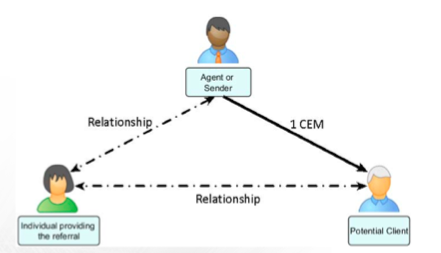 Agent or
Sender
Relationship
1 CEM
Relationship
Individual providing
the referral
Potential Client